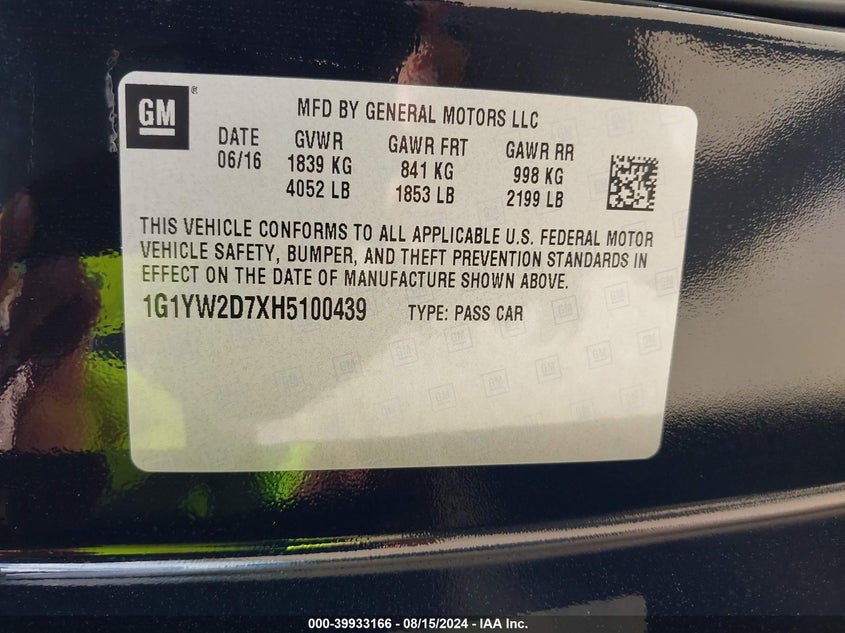 GM ®
MFD BY GENERAL MOTORS LLC
DATE GVWR GAWR FRT GAWR RR
06/16 1839 KG 841 KG 998 KG
4052 LB 1853 LB 2199 LB
THIS VEHICLE CONFORMS TO ALL APPLICABLE U.S. FEDERAL MOTOR
VEHICLE SAFETY, BUMPER, AND THEFT PREVENTION STANDARDS IN
EFFECT ON THE DATE OF MANUFACTURE SHOWN ABOVE.
1G1YW2D7XH5100439 TYPE: PASS CAR
000-39933166 - 08/15/2024 - IAA Inc.